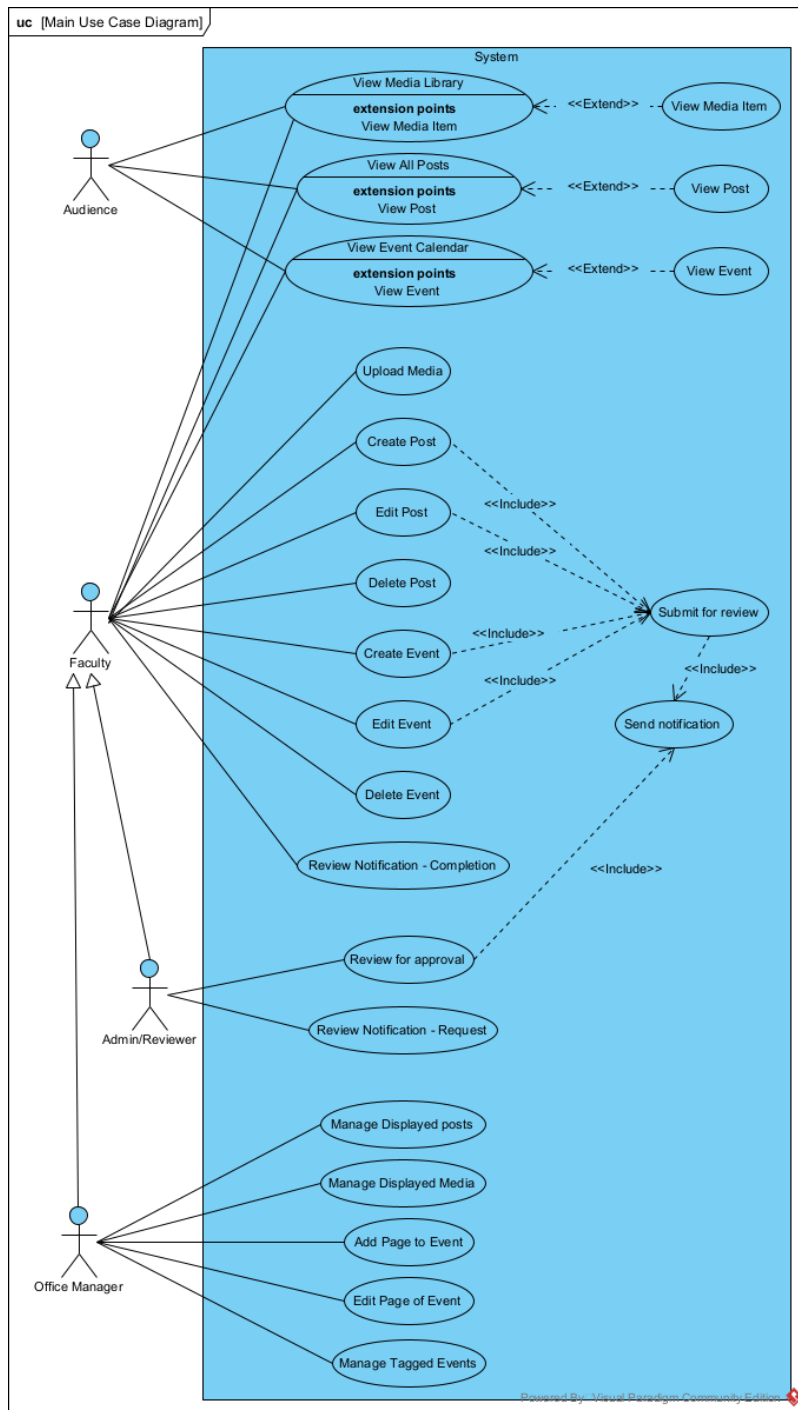 uc [Main Use Case Diagram]
System
View Media Library
extension points
View Media Item
<<Extend>>
View Media Item
Audience
View All Posts
extension points
View Post
<<Extend>>
View Post
View Event Calendar
extension points
View Event
<<Extend>>
View Event
Upload Media
Create Post
<<Include>>
Edit Post
<<Include>>
Delete Post
Submit for review
Faculty
Create Event
<<Include>>
<<Include>>
<<Include>>
Edit Event
Send notification
Delete Event
Review Notification - Completion
<<Include>>
Review for approval
Admin/Reviewer
Review Notification - Request
Manage Displayed posts
Manage Displayed Media
Add Page to Event
Office Manager
Edit Page of Event
Manage Tagged Events
Powered By Visual Paradigm Community Edition